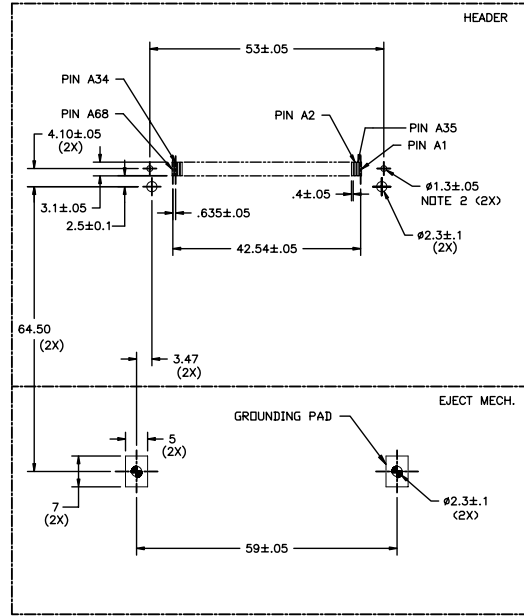 HEADER
53±.05
PIN A34
PIN A68
PIN A2
PIN A35
PIN A1
4.10±.05
(2X)
3.1±.05
2.5±0.1
.635±.05
.4±.05
ø1.3±.05
NOTE 2 (2X)
ø2.3±.1
(2X)
42.54±.05
64.50
(2X)
3.47
(2X)
EJECT MECH.
GROUNDING PAD
5
(2X)
7
(2X)
ø2.3±.1
(2X)
59±.05